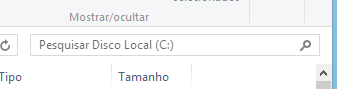 Mostrar/ocultar
Pesquisar Disco Local (C:)
Tipo Tamanho